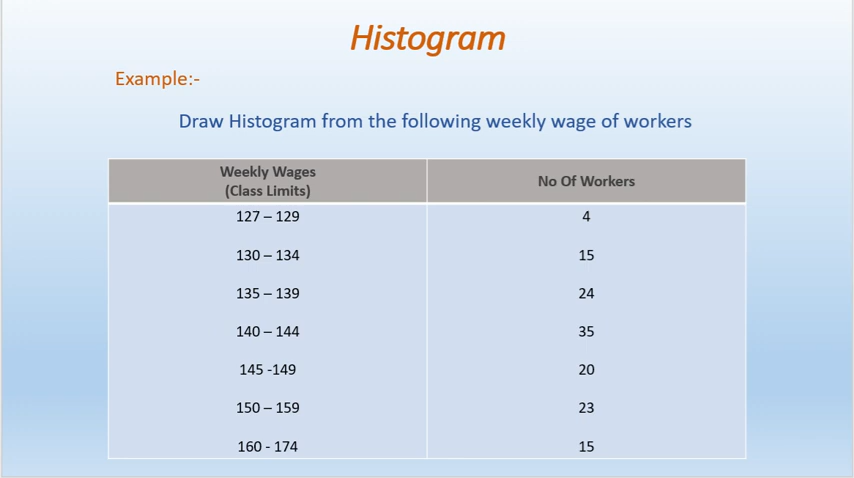 Histogram
Example:-
Draw Histogram from the following weekly wage of workers
Weekly Wages
(Class Limits)
No Of Workers
127 – 129 4
130 – 134 15
135 – 139 24
140 – 144 35
145 -149 20
150 – 159 23
160 - 174 15